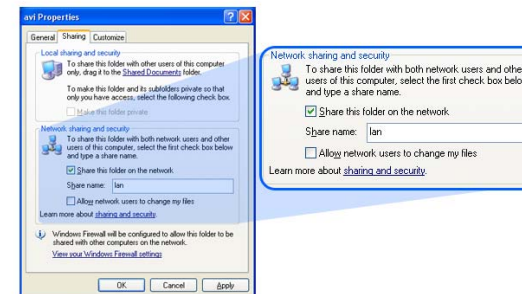 avi Properties
General Sharing Customize
Local sharing and security
To share this folder with other users of this computer
only, drag it to the Shared Documents folder.
To make this folder and its subfolders private so that
only you have access, select the following check box.
Make this folder private
Network sharing and security
To share this folder with both network users and other
users of this computer, select the first check box below
and type a share name.
Share this folder on the network
Share name: lan
Allow network users to change my files
Learn more about sharing and security.
Windows Firewall will be configured to allow this folder to be
shared with other computers on the network.
View your Windows Firewall settings
OK Cancel Apply
Network sharing and security
To share this folder with both network users and othe
users of this computer, select the first check box belo
and type a share name.
Share this folder on the network
Share name: lan
Allow network users to change my files
Learn more about sharing and security.